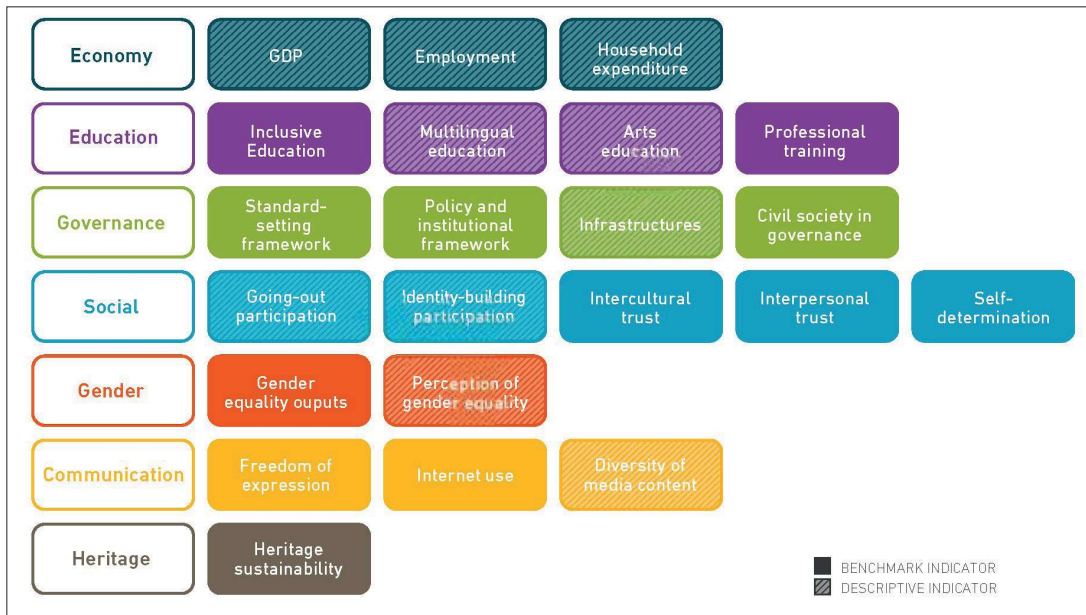 Economy
GDP
Employment
Household
expenditure
Education
Inclusive
Education
Multilingual
education
Arts
education
Professional
training
Governance
Standard-
setting
framework
Policy and
institutional
framework
Infrastructures
Civil society in
governance
Social
Going-out
participation
Identity-building
participation
Intercultural
trust
Interpersonal
trust
Self-
determination
Gender
Gender
equality ouputs
Perception of
gender equality
Communication
Freedom of
expression
Internet use
Diversity of
media content
Heritage
Heritage
sustainability
BENCHMARK INDICATOR
DESCRIPTIVE INDICATOR